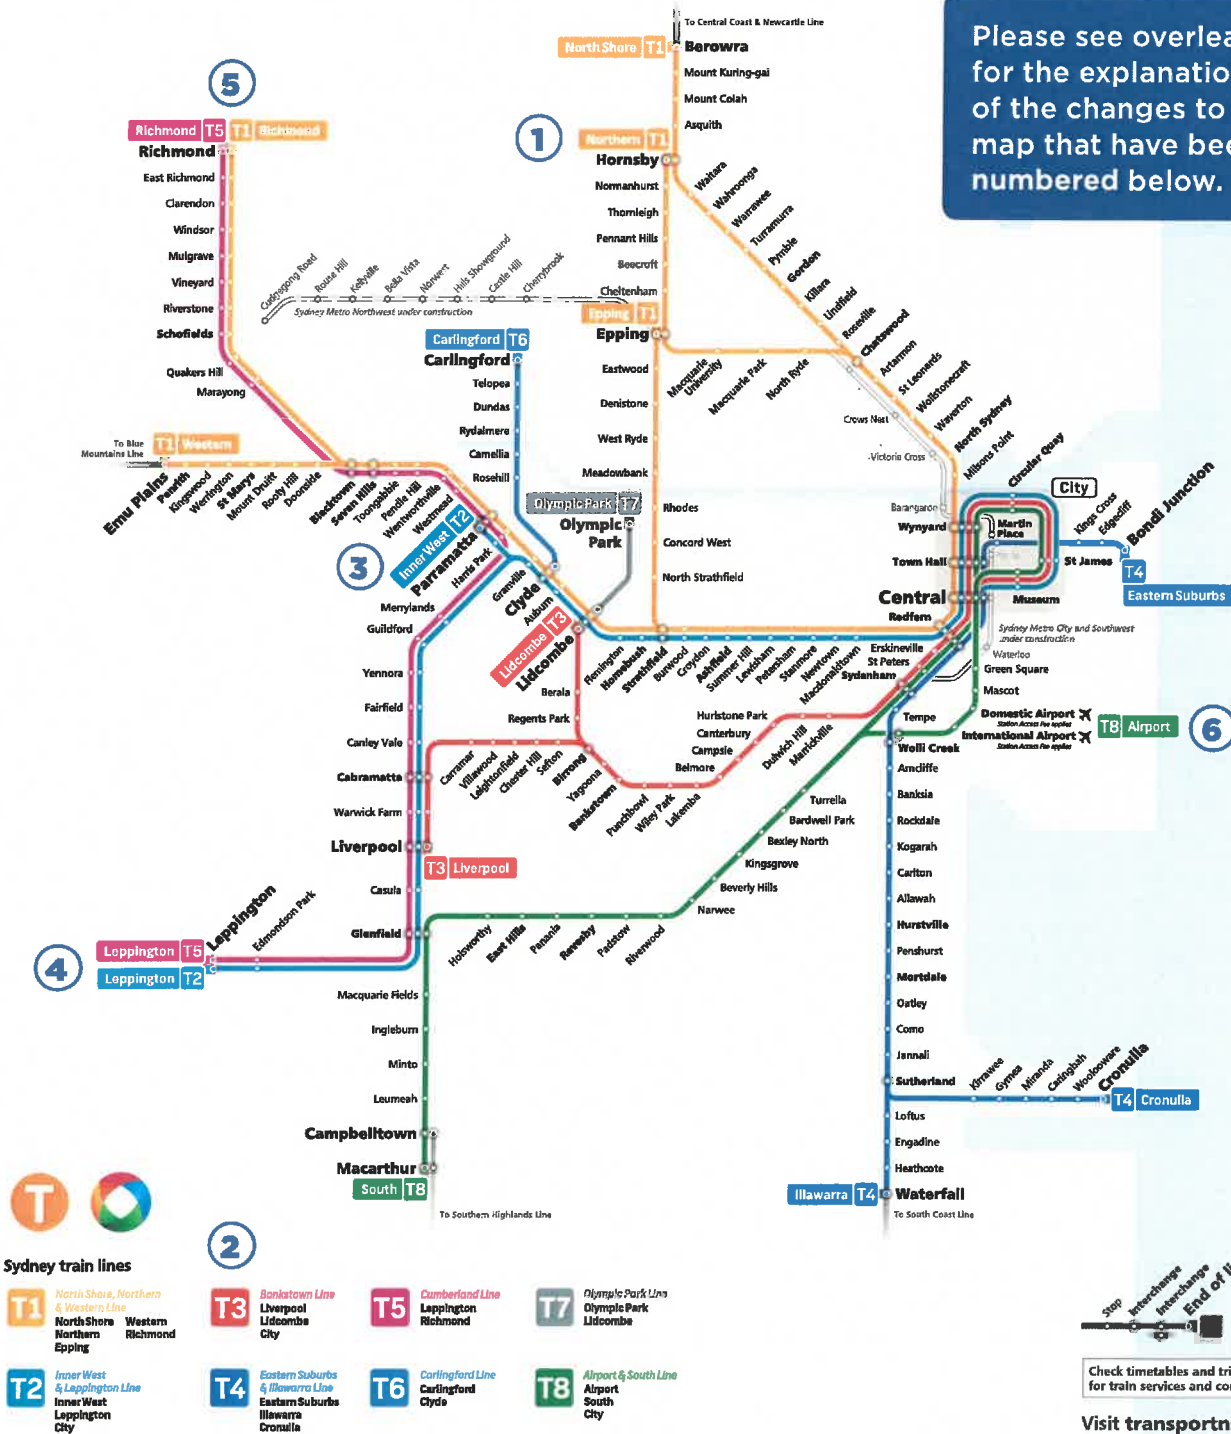 To Central Coast & Newcastle Line
North Shore T1
Berowra
Mount Kuring-gai
Mount Colah
Asquith
Please see overlea
for the explanatio
of the changes to
map that have bee
numbered below.
5
1
Richmond T5 T1 Richmond
Richmond
East Richmond
Clarendon
Windsor
Mulgrave
Vineyard
Riverstone
Schofields
Quakers Hill
Marayong
Northern T1
Hornsby
Normanhurst
Thornleigh
Pennant Hills
Beecroft
Cheltenham
Epping T1
Epping
Waitara
Wahroonga
Warrawee
Turramurra
Pymble
Gordon
Killara
Lindfield
Roseville
Chatswood
Artarmon
St Leonards
Wollstonecraft
Waverton
North Sydney
Milsons Point
Circular Quay
Cudgegong Road
Rouse Hill
Kellyville
Bella Vista
Norwest
Hills Showground
Castle Hill
Cherrybrook
Sydney Metro Northwest under construction
Carlingford T6
Carlingford
Telopea
Dundas
Rydalmere
Camellia
Rosehill
Eastwood
Denistone
West Ryde
Meadowbank
Rhodes
Concord West
North Strathfield
Macquarie
University
Macquarie Park
North Ryde
Crows Nest
Victoria Cross
Barangaroo
To Blue
Mountains Line
T1 Western
Emu Plains
Penrith
Kingswood
Werrington
St Marys
Mount Druitt
Rooty Hill
Doonside
Blacktown
Seven Hills
Toongabbie
Pendle Hill
Wentworthville
Westmead
3
Inner West T2
Parramatta
Harris Park
Granville
Clyde
Auburn
Olympic Park T7
Olympic
Park
Lidcombe T3
Lidcombe
Flemington
Homebush
Strathfield
Burwood
Croydon
Ashfield
Summer Hill
Lewisham
Petersham
Stanmore
Newtown
Macdonaldtown
City
Wynyard
Martin
Place
Town Hall
St James
Central
Museum
Redfern
Kings Cross
Edgecliff
Bondi Junction
T4
Eastern Suburbs
Sydney Metro City and Southwest
under construction
Waterloo
Green Square
Mascot
Domestic Airport
Station Access Fee applies
International Airport
Station Access Fee applies
T8 Airport
6
Erskineville
St Peters
Sydenham
Merrylands
Guildford
Yennora
Fairfield
Canley Vale
Cabramatta
Warwick Farm
Liverpool
T3 Liverpool
Casula
Glenfield
Berala
Regents Park
Carramar
Villawood
Leightonfield
Chester Hill
Sefton
Birrong
Yagoona
Bankstown
Punchbowl
Wiley Park
Lakemba
Belmore
Campsie
Canterbury
Hurlstone Park
Dulwich Hill
Marrickville
Tempe
Wolli Creek
Arncliffe
Banksia
Rockdale
Kogarah
Carlton
Allawah
Hurstville
Penshurst
Mortdale
Oatley
Como
Jannali
Sutherland
Loftus
Engadine
Heathcote
Illawarra T4
Waterfall
To South Coast Line
Kirrawee
Gymea
Miranda
Caringbah
Woolooware
Cronulla
T4 Cronulla
Turrella
Bardwell Park
Bexley North
Kingsgrove
Beverly Hills
Narwee
Riverwood
Padstow
Revesby
Panania
East Hills
Holsworthy
Leppington
Edmondson Park
4
Leppington T5
Leppington T2
Macquarie Fields
Ingleburn
Minto
Leumeah
Campbelltown
Macarthur
South T8
To Southern Highlands Line
T
2
Sydney train lines
T1
North Shore, Northern
& Western Line
North Shore Western
Northern Richmond
Epping
T2
Inner West
& Leppington Line
Inner West
Leppington
City
T3
Bankstown Line
Liverpool
Lidcombe
City
T4
Eastern Suburbs
& Illawarra Line
Eastern Suburbs
Illawarra
Cronulla
T5
Cumberland Line
Leppington
Richmond
T6
Carlingford Line
Carlingford
Clyde
T7
Olympic Park Line
Olympic Park
Lidcombe
T8
Airport & South Line
Airport
South
City
Stop
Interchange
Interchange
End of li
Check timetables and tri
for train services and co
Visit transportn